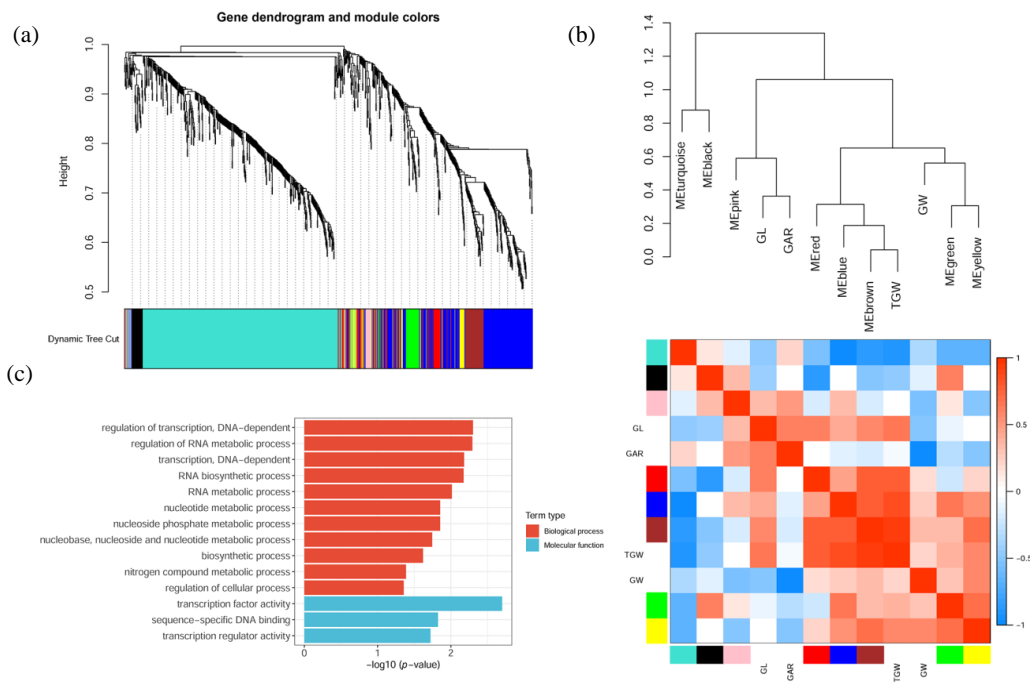 Gene dendrogram and module colors
(a)
Height
1.0
0.9
0.8
0.7
0.6
0.5
Dynamic Tree Cut
(b)
1.4
1.2
1.0
0.8
0.6
0.4
0.2
0.0
MEturquoise
MEblack
MEpink
GL
GAR
MEred
MEblue
MEbrown
TGW
GW
MEgreen
MEyellow
(c)
regulation of transcription, DNA-dependent
regulation of RNA metabolic process
transcription, DNA-dependent
RNA biosynthetic process
RNA metabolic process
nucleotide metabolic process
nucleoside phosphate metabolic process
nucleobase, nucleoside and nucleotide metabolic process
biosynthetic process
nitrogen compound metabolic process
regulation of cellular process
transcription factor activity
sequence-specific DNA binding
transcription regulator activity
0 1 2
-log10 (p-value)
Term type
Biological process
Molecular function
GL
GAR
TGW
GW
GL GAR TGW GW
1
0.5
0
-0.5
-1